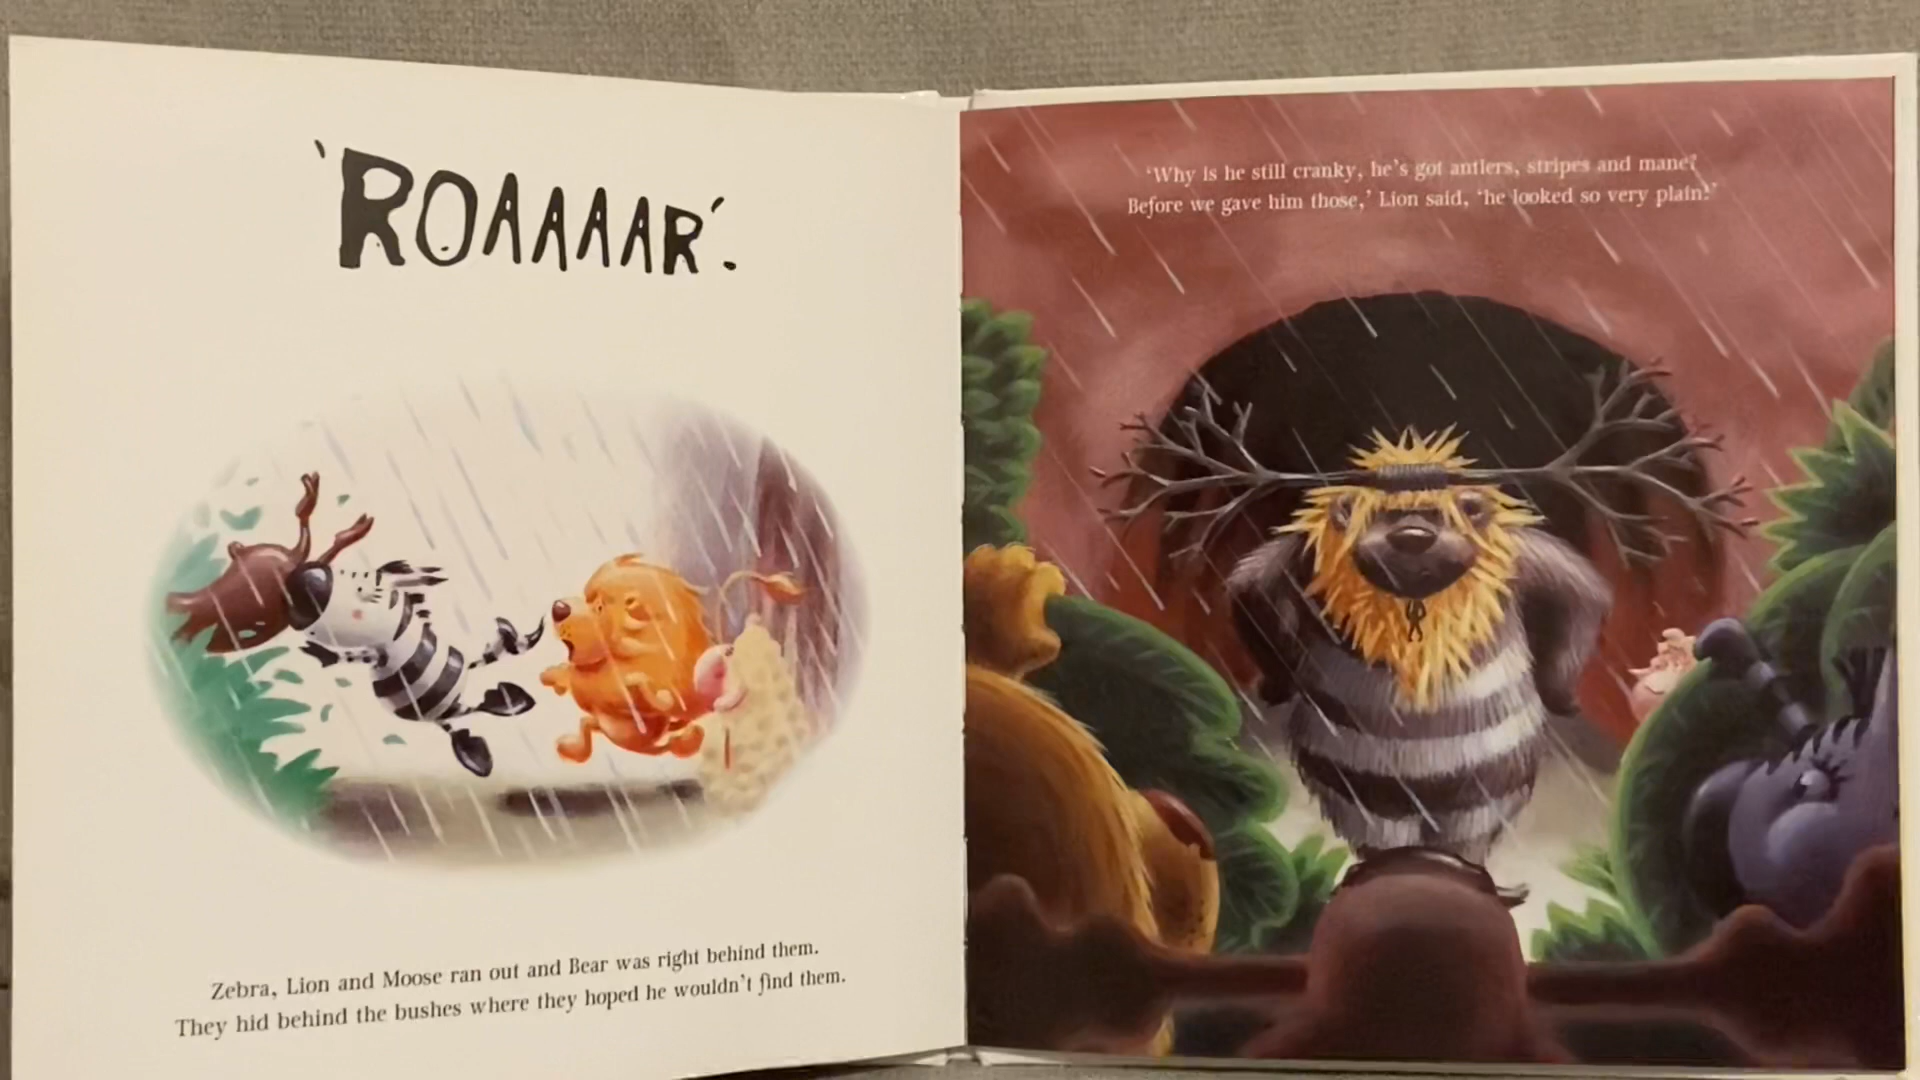 'ROAAAAR'.
Zebra, Lion and Moose ran out and Bear was right behind them.
They hid behind the bushes where they hoped he wouldn't find them.
'Why is he still cranky, he's got antlers, stripes and mane?
Before we gave him those,' Lion said, 'he looked so very plain!'